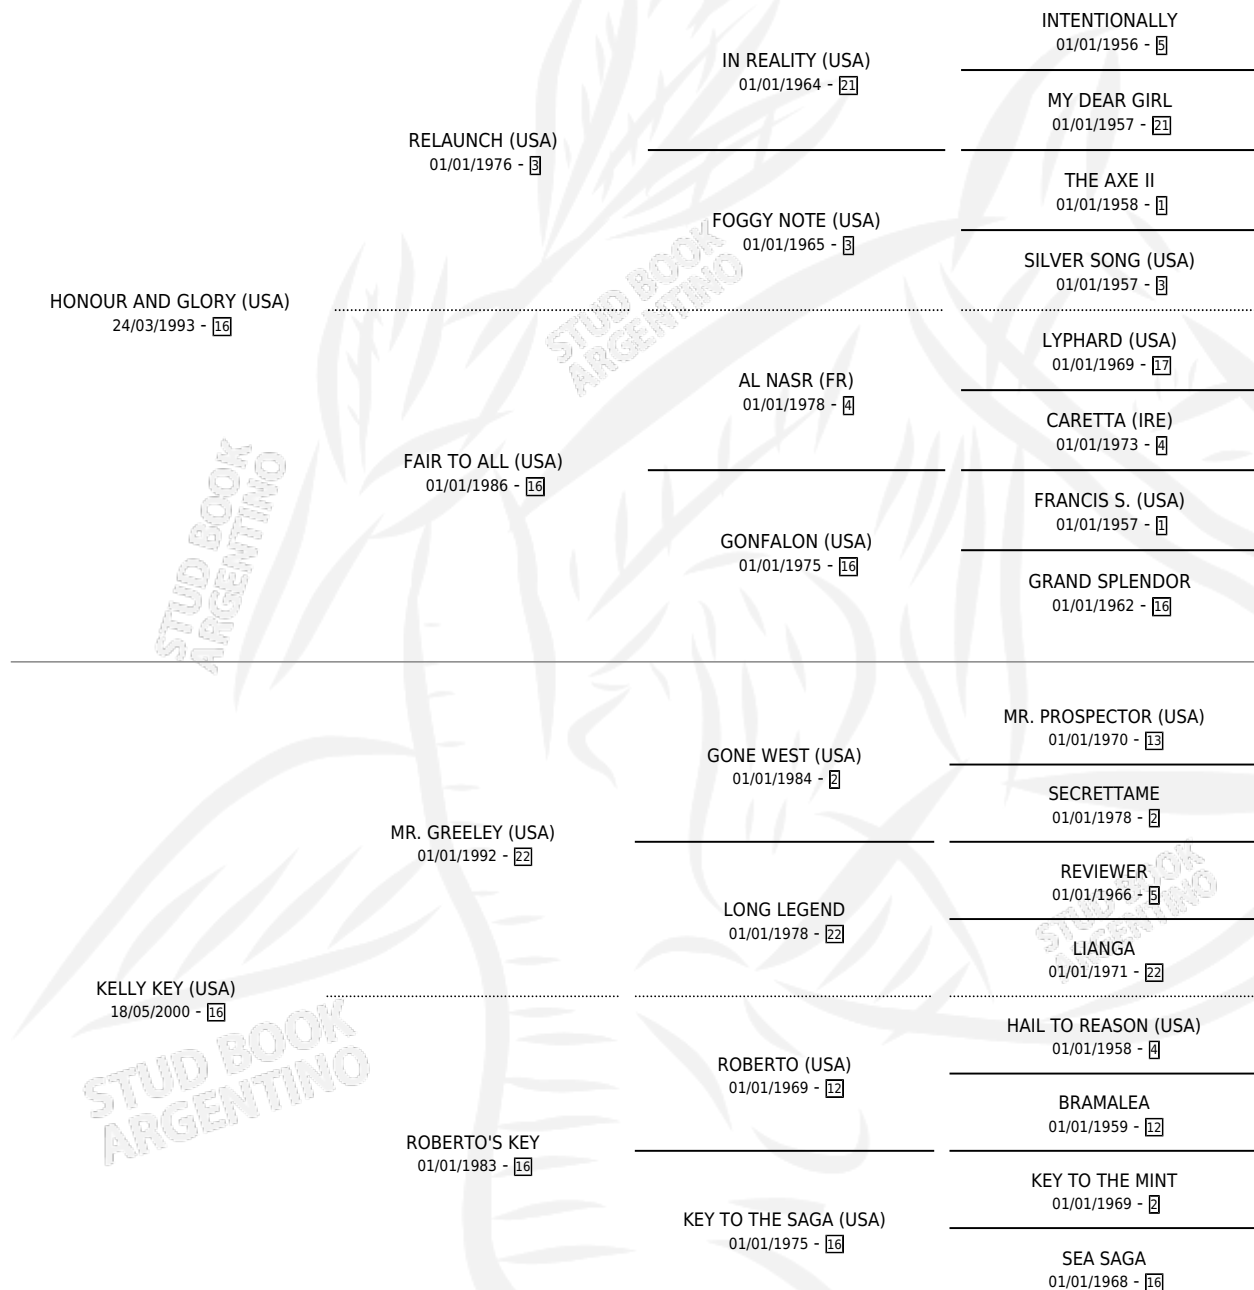 INTENTIONALLY
01/01/1956 - 5
IN REALITY (USA)
01/01/1964 - 21
MY DEAR GIRL
01/01/1957 - 21
RELAUNCH (USA)
01/01/1976 - 3
THE AXE II
01/01/1958 - 1
FOGGY NOTE (USA)
01/01/1965 - 3
SILVER SONG (USA)
01/01/1957 - 3
HONOUR AND GLORY (USA)
24/03/1993 - 16
LYPHARD (USA)
01/01/1969 - 17
AL NASR (FR)
01/01/1978 - 4
CARETTA (IRE)
01/01/1973 - 4
FAIR TO ALL (USA)
01/01/1986 - 16
FRANCIS S. (USA)
01/01/1957 - 1
GONFALON (USA)
01/01/1975 - 16
GRAND SPLENDOR
01/01/1962 - 16
STUD BOOK
ARGENTINO
STUD BOOK
ARGENTINO
MR. PROSPECTOR (USA)
01/01/1970 - 13
GONE WEST (USA)
01/01/1984 - 2
SECRETTAME
01/01/1978 - 2
MR. GREELEY (USA)
01/01/1992 - 22
REVIEWER
01/01/1966 - 5
LONG LEGEND
01/01/1978 - 22
LIANGA
01/01/1971 - 22
STUD BOOK
ARGENTINO
KELLY KEY (USA)
18/05/2000 - 16
HAIL TO REASON (USA)
01/01/1958 - 4
ROBERTO (USA)
01/01/1969 - 12
BRAMALEA
01/01/1959 - 12
STUD BOOK
ARGENTINO
ROBERTO'S KEY
01/01/1983 - 16
KEY TO THE MINT
01/01/1969 - 2
KEY TO THE SAGA (USA)
01/01/1975 - 16
SEA SAGA
01/01/1968 - 16